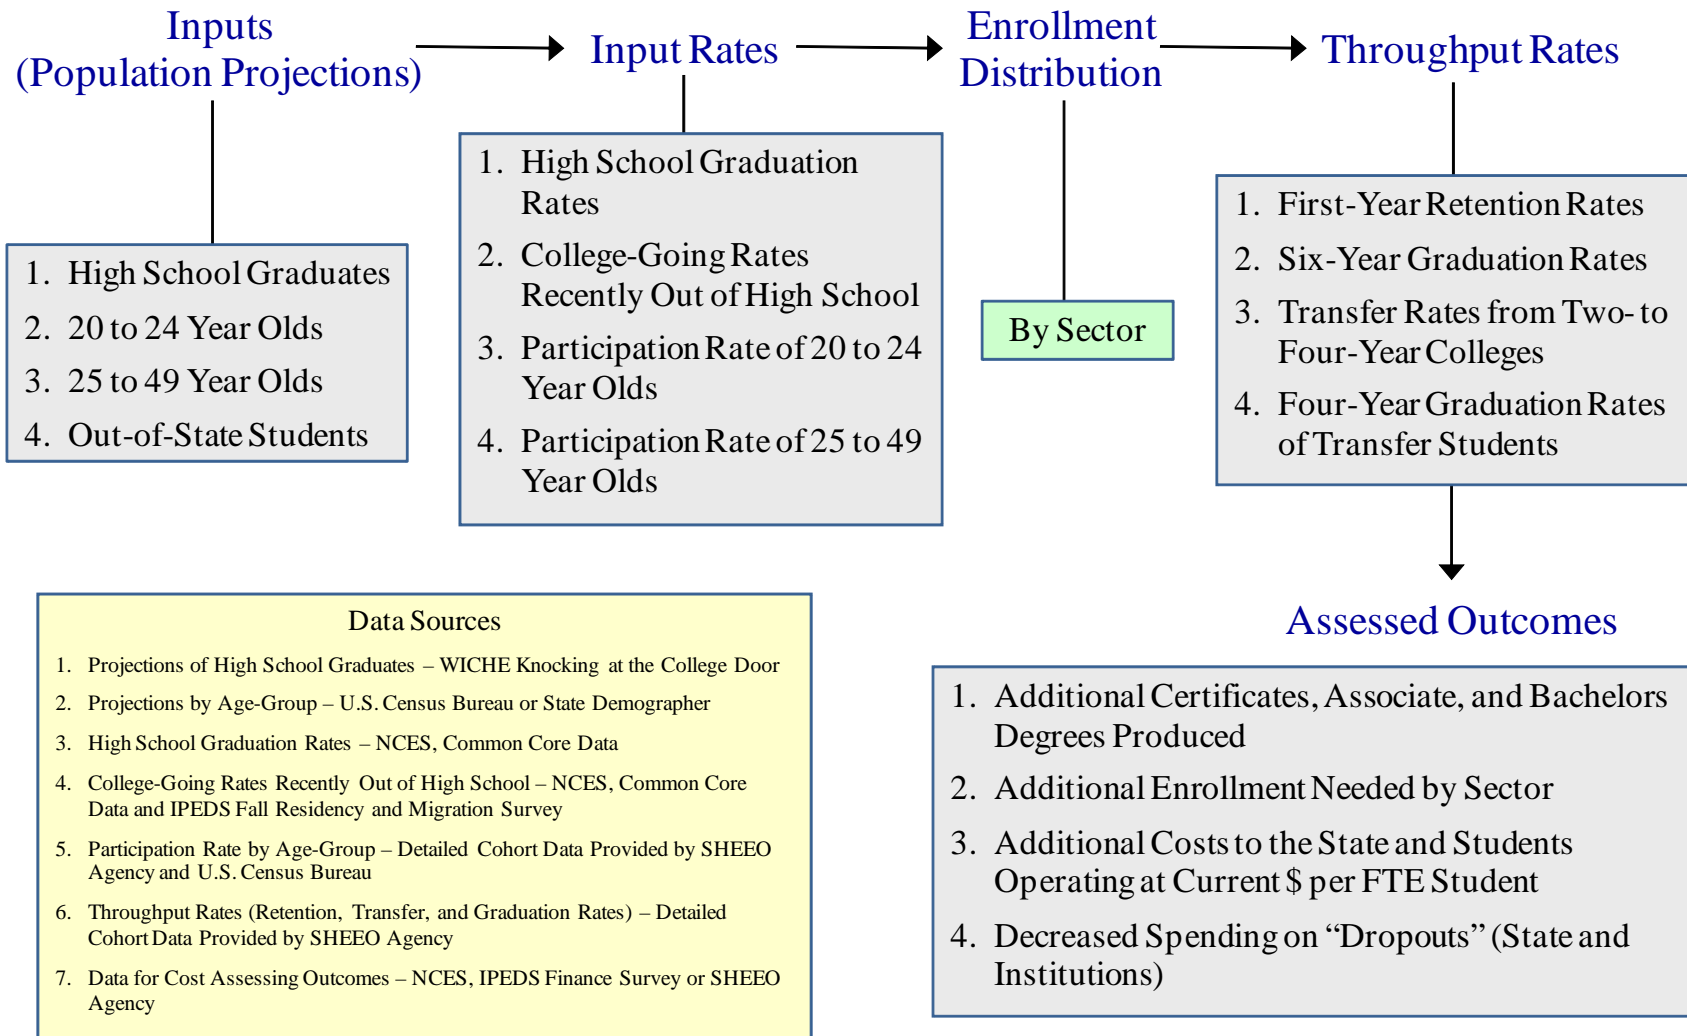 Inputs
(Population Projections)
Input Rates
Enrollment
Distribution
Throughput Rates
1. High School Graduates
2. 20 to 24 Year Olds
3. 25 to 49 Year Olds
4. Out-of-State Students
1. High School Graduation
Rates
2. College-Going Rates
Recently Out of High School
3. Participation Rate of 20 to 24
Year Olds
4. Participation Rate of 25 to 49
Year Olds
By Sector
1. First-Year Retention Rates
2. Six-Year Graduation Rates
3. Transfer Rates from Two- to
Four-Year Colleges
4. Four-Year Graduation Rates
of Transfer Students
Data Sources
1. Projections of High School Graduates – WICHE Knocking at the College Door
2. Projections by Age-Group – U.S. Census Bureau or State Demographer
3. High School Graduation Rates – NCES, Common Core Data
4. College-Going Rates Recently Out of High School – NCES, Common Core
Data and IPEDS Fall Residency and Migration Survey
5. Participation Rate by Age-Group – Detailed Cohort Data Provided by SHEEO
Agency and U.S. Census Bureau
6. Throughput Rates (Retention, Transfer, and Graduation Rates) – Detailed
Cohort Data Provided by SHEEO Agency
7. Data for Cost Assessing Outcomes – NCES, IPEDS Finance Survey or SHEEO
Agency
Assessed Outcomes
1. Additional Certificates, Associate, and Bachelors
Degrees Produced
2. Additional Enrollment Needed by Sector
3. Additional Costs to the State and Students
Operating at Current $ per FTE Student
4. Decreased Spending on “Dropouts” (State and
Institutions)